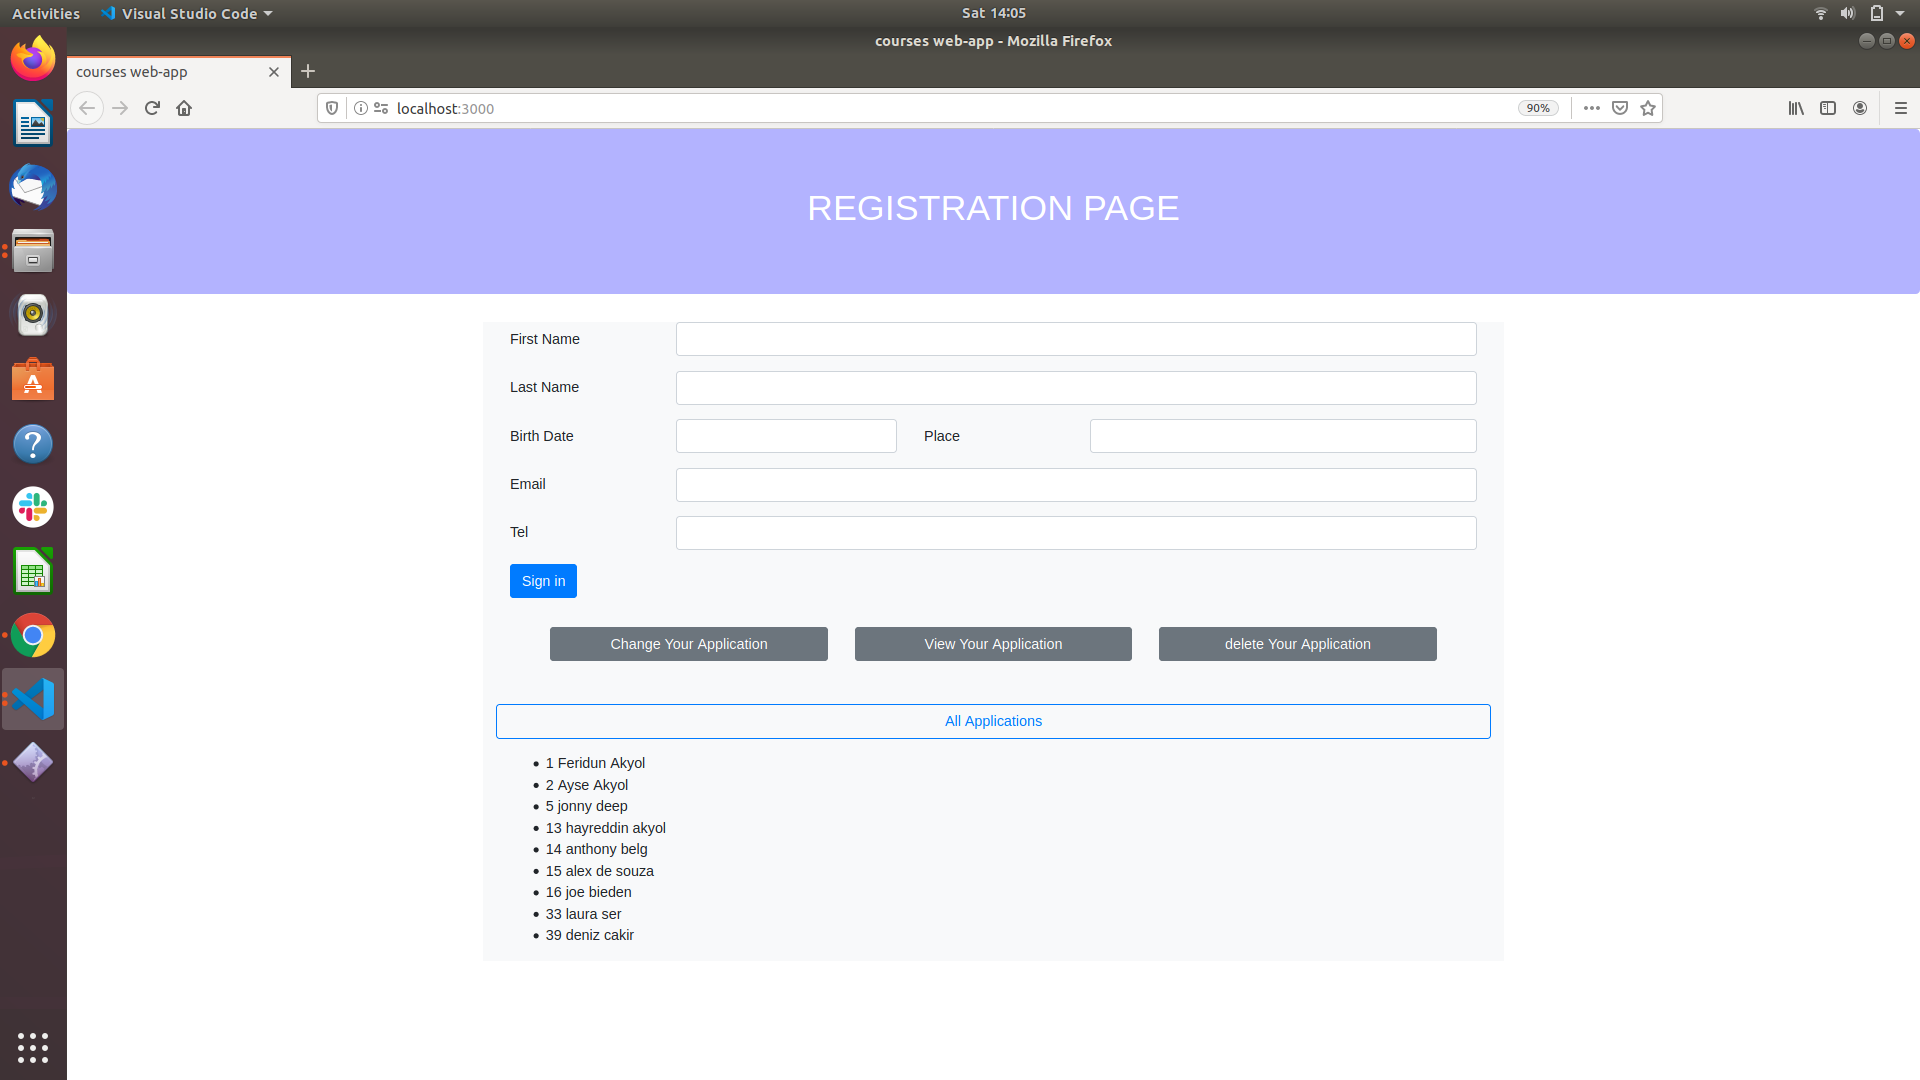 Activities Visual Studio Code Sat 14:05
courses web-app - Mozilla Firefox
courses web-app
localhost:3000 90%
REGISTRATION PAGE
First Name
Last Name
Birth Date Place
Email
Tel
Sign in
Change Your Application View Your Application delete Your Application
All Applications
• 1 Feridun Akyol
• 2 Ayse Akyol
• 5 jonny deep
• 13 hayreddin akyol
• 14 anthony belg
• 15 alex de souza
• 16 joe bieden
• 33 laura ser
• 39 deniz cakir